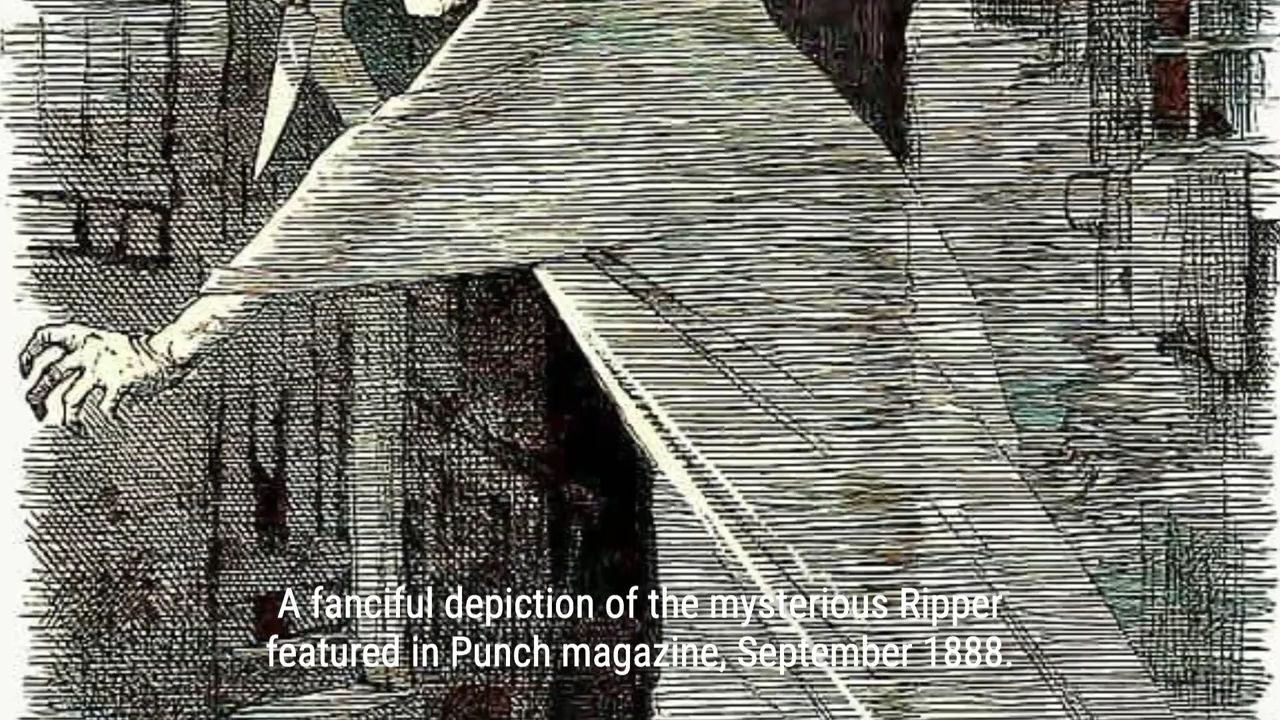 A fanciful depiction of the mysterious Ripper
featured in Punch magazine, September 1888.